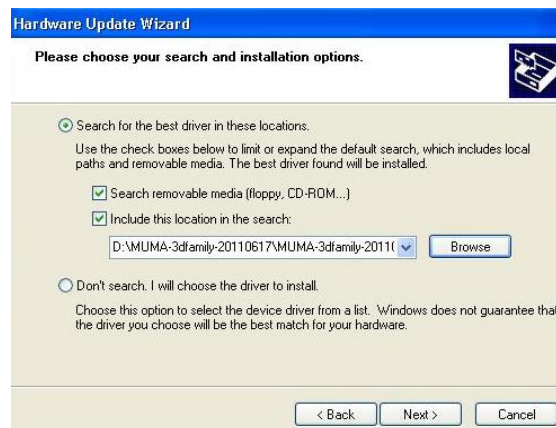 Hardware Update Wizard
Please choose your search and installation options.
Search for the best driver in these locations.
Use the check boxes below to limit or expand the default search, which includes local
paths and removable media. The best driver found will be installed.
Search removable media (floppy, CD-ROM...)
Include this location in the search:
D:\MUMA-3dfamily-20110617\MUMA-3dfamily-2011(
Browse
Don't search. I will choose the driver to install.
Choose this option to select the device driver from a list. Windows does not guarantee that
the driver you choose will be the best match for your hardware.
< Back Next > Cancel